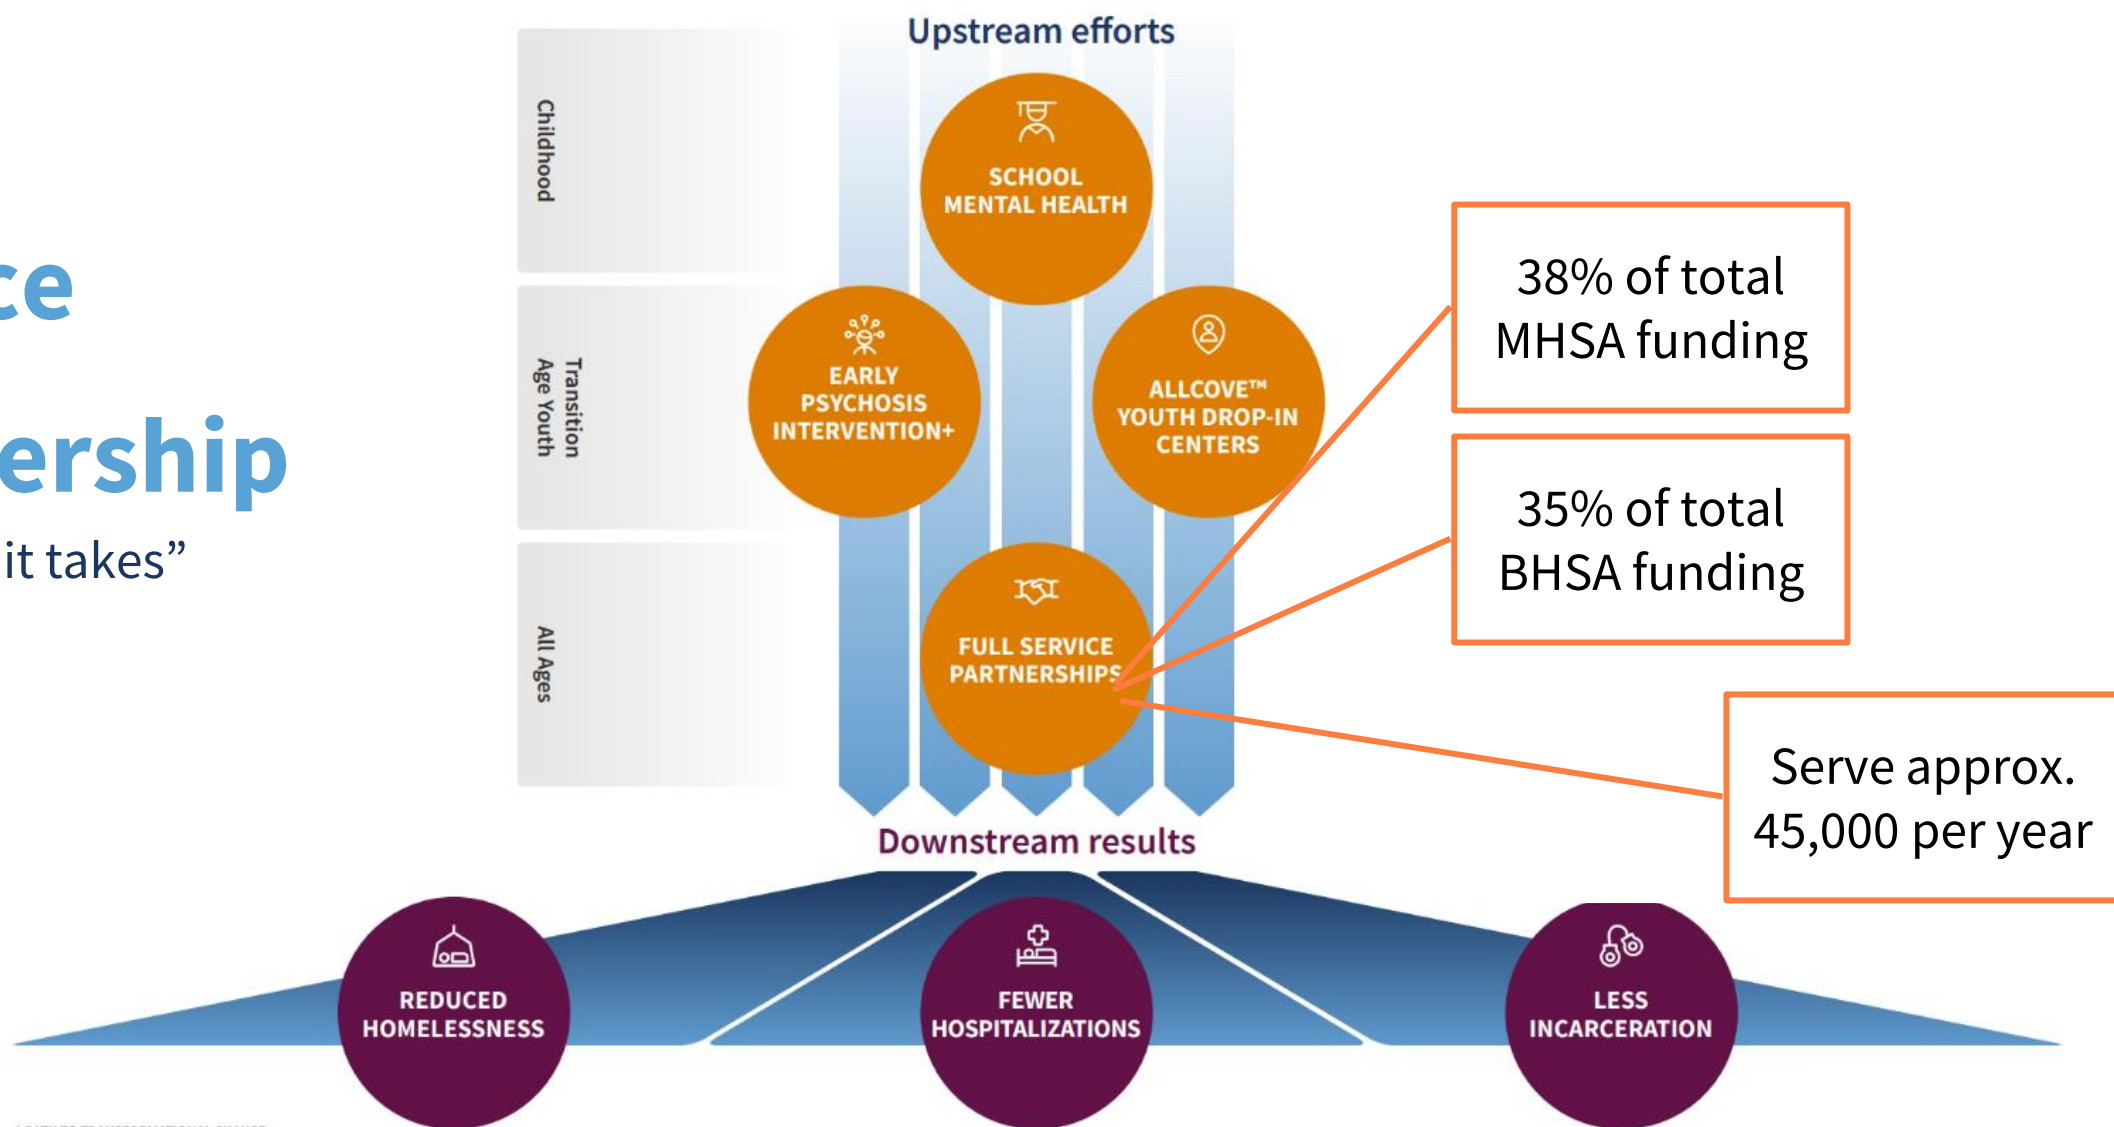 ce
ership
it takes”
Upstream efforts
Childhood
SCHOOL
MENTAL HEALTH
Transition
Age Youth
EARLY
PSYCHOSIS
INTERVENTION+
ALLCOVE™
YOUTH DROP-IN
CENTERS
All Ages
FULL SERVICE
PARTNERSHIPS
38% of total
MHSA funding
35% of total
BHSA funding
Serve approx.
45,000 per year
Downstream results
REDUCED
HOMELESSNESS
FEWER
HOSPITALIZATIONS
LESS
INCARCERATION